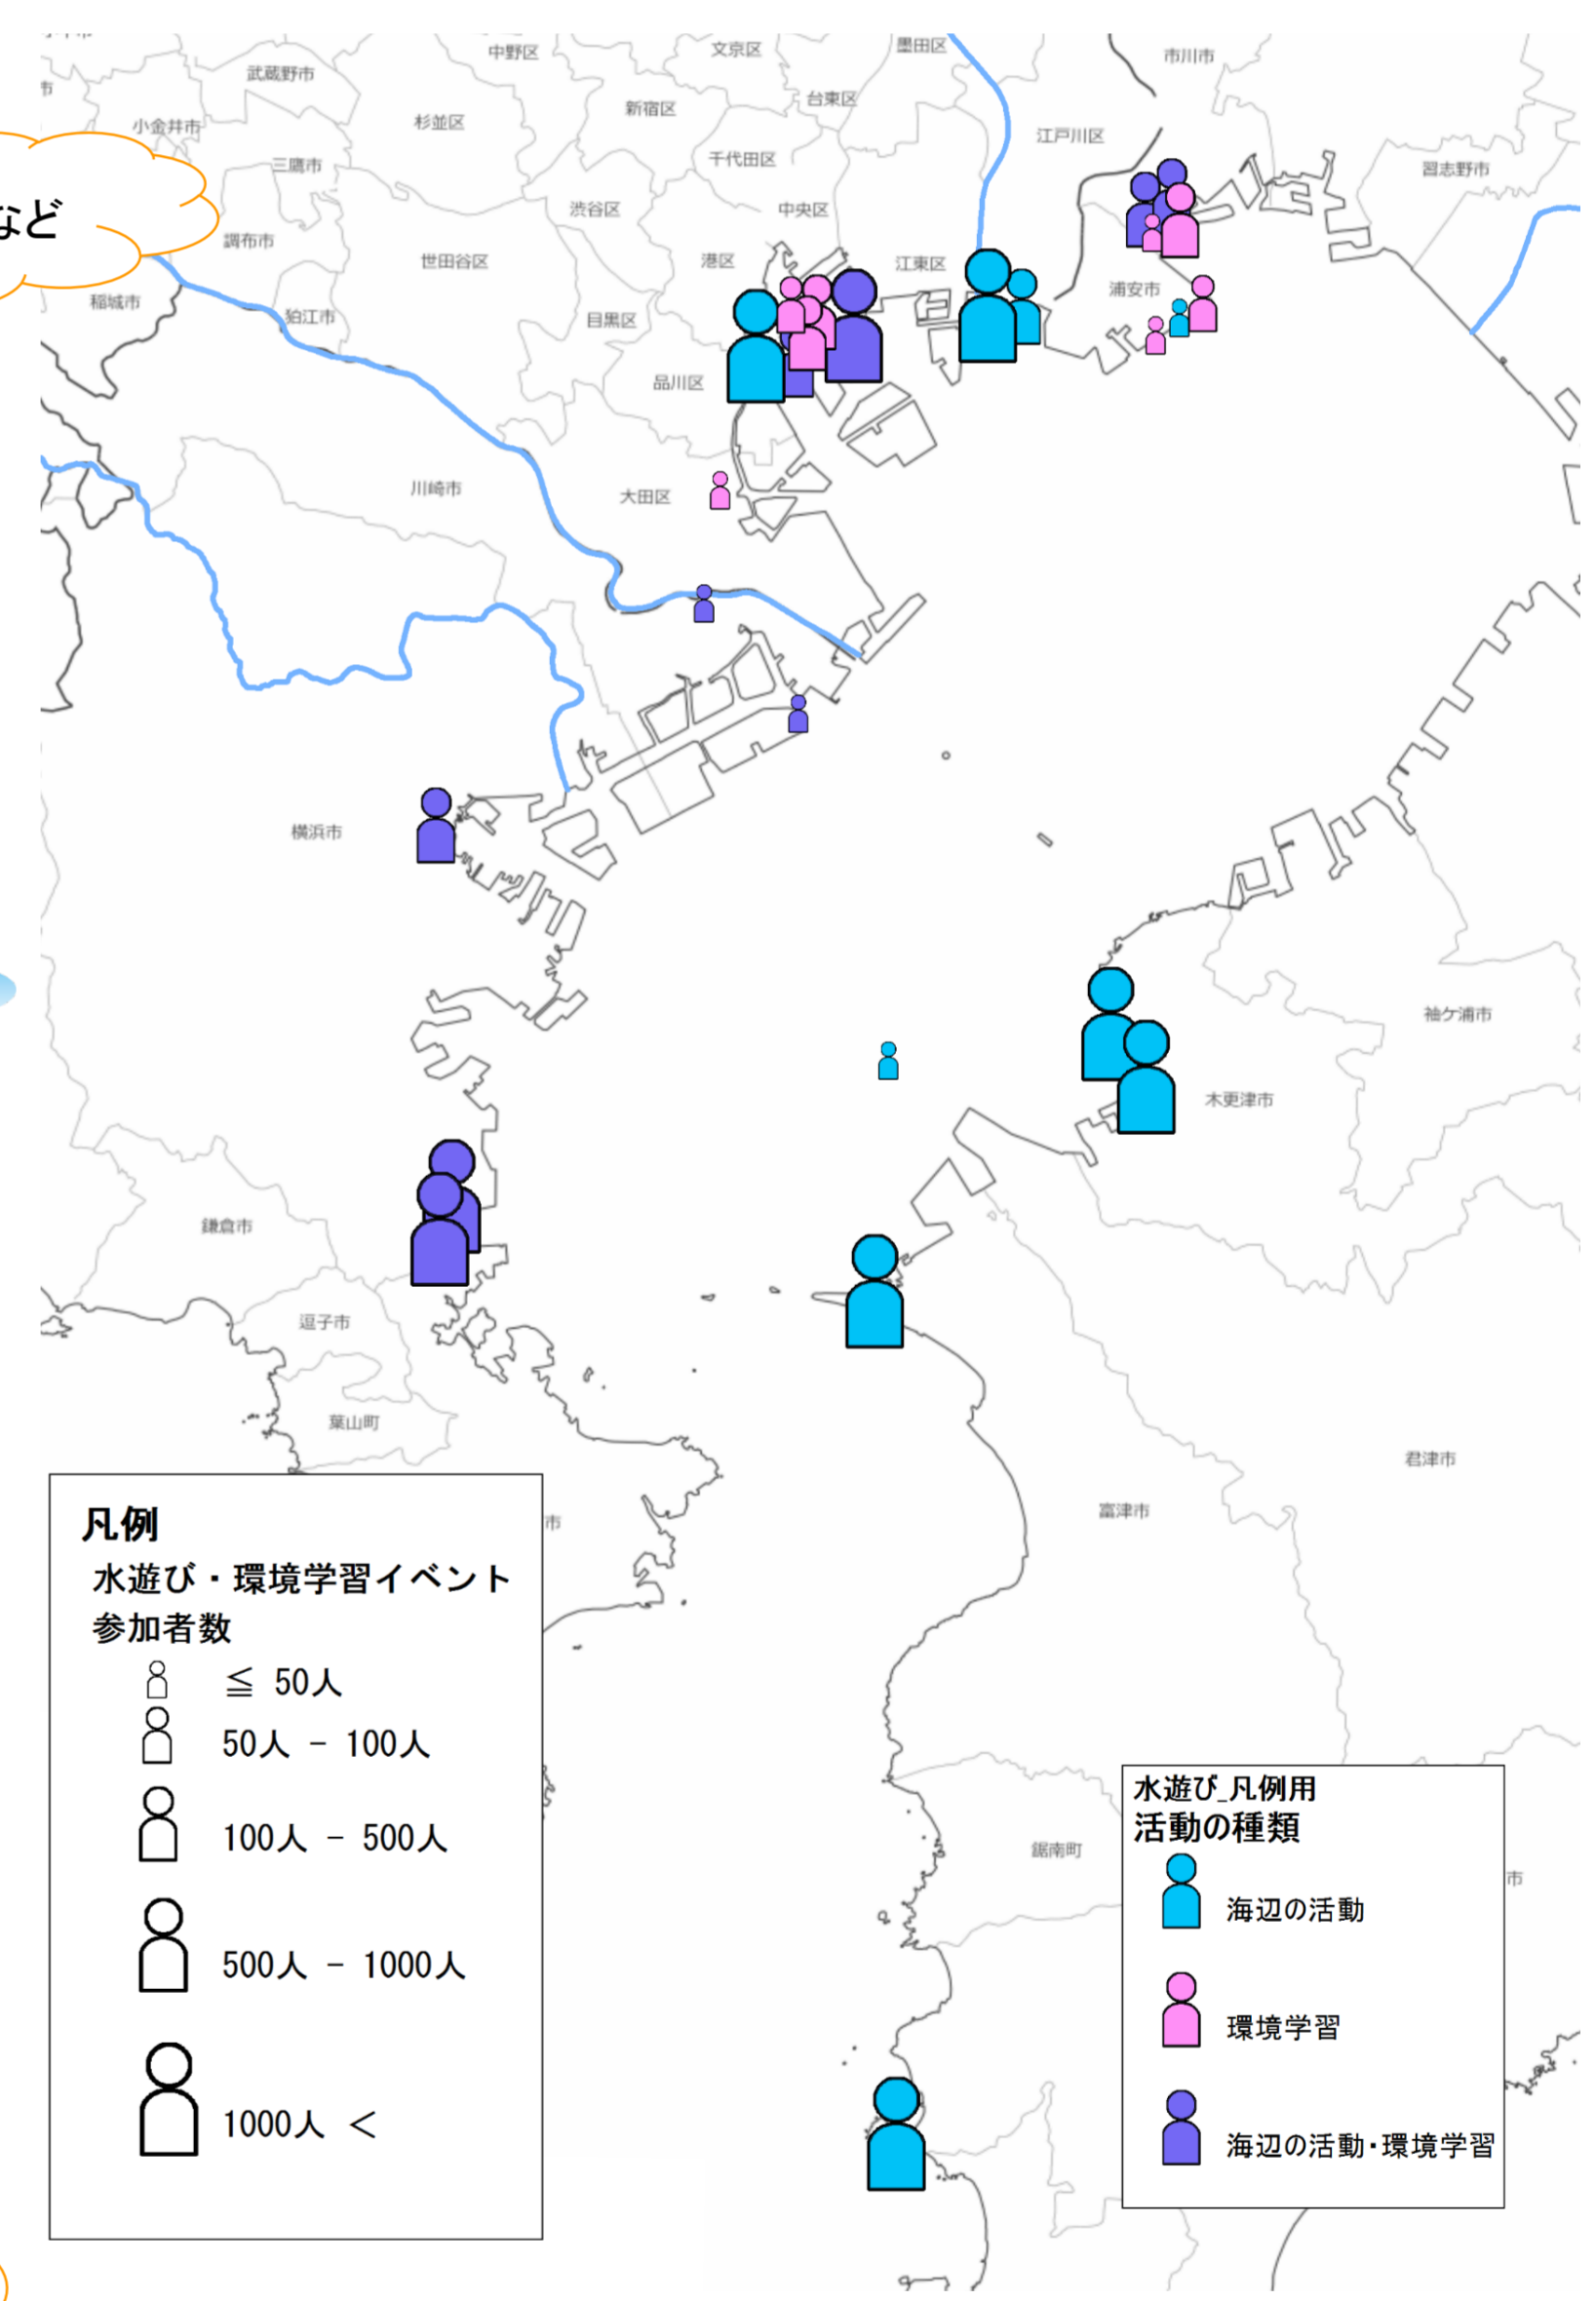 中野区
文京区
墨田区
市川市
武蔵野市
市
杉並区
新宿区
台東区
江戸川区
小金井市
三鷹市
千代田区
習志野市
など
渋谷区
中央区
調布市
世田谷区
港区
江東区
稲城市
狛江市
目黒区
浦安市
品川区
川崎市
大田区
横浜市
袖ケ浦市
木更津市
鎌倉市
逗子市
葉山町
君津市
富津市
市
凡例
水遊び・環境学習イベント
参加者数
≦ 50人
50人 - 100人
100人 - 500人
500人 - 1000人
1000人 <
鋸南町
市
水遊び_凡例用
活動の種類
海辺の活動
環境学習
海辺の活動・環境学習